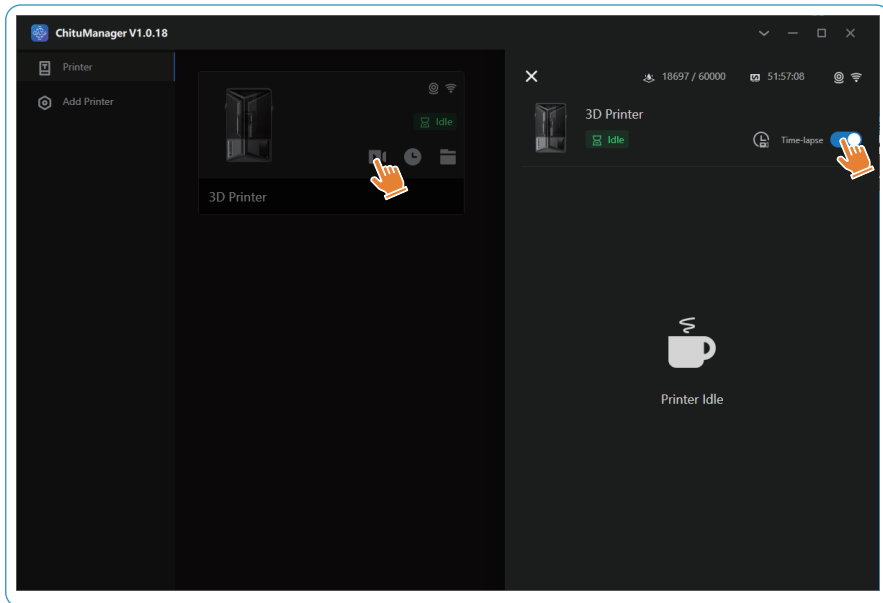 ChituManager V1.0.18
Printer
Add Printer
Idle
3D Printer
18697 / 60000
51:57:08
3D Printer
Idle
Time-lapse
Printer Idle